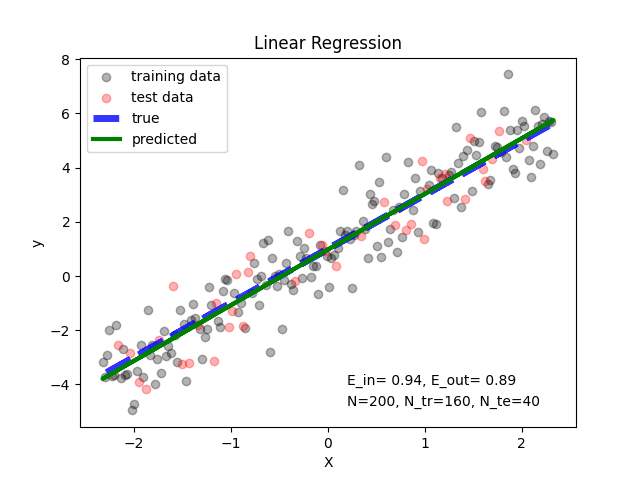 Linear Regression
training data
test data
true
predicted
8
6
4
2
0
−2
−4
y
E_in= 0.94, E_out= 0.89
N=200, N_tr=160, N_te=40
−2
−1
0
1
2
X